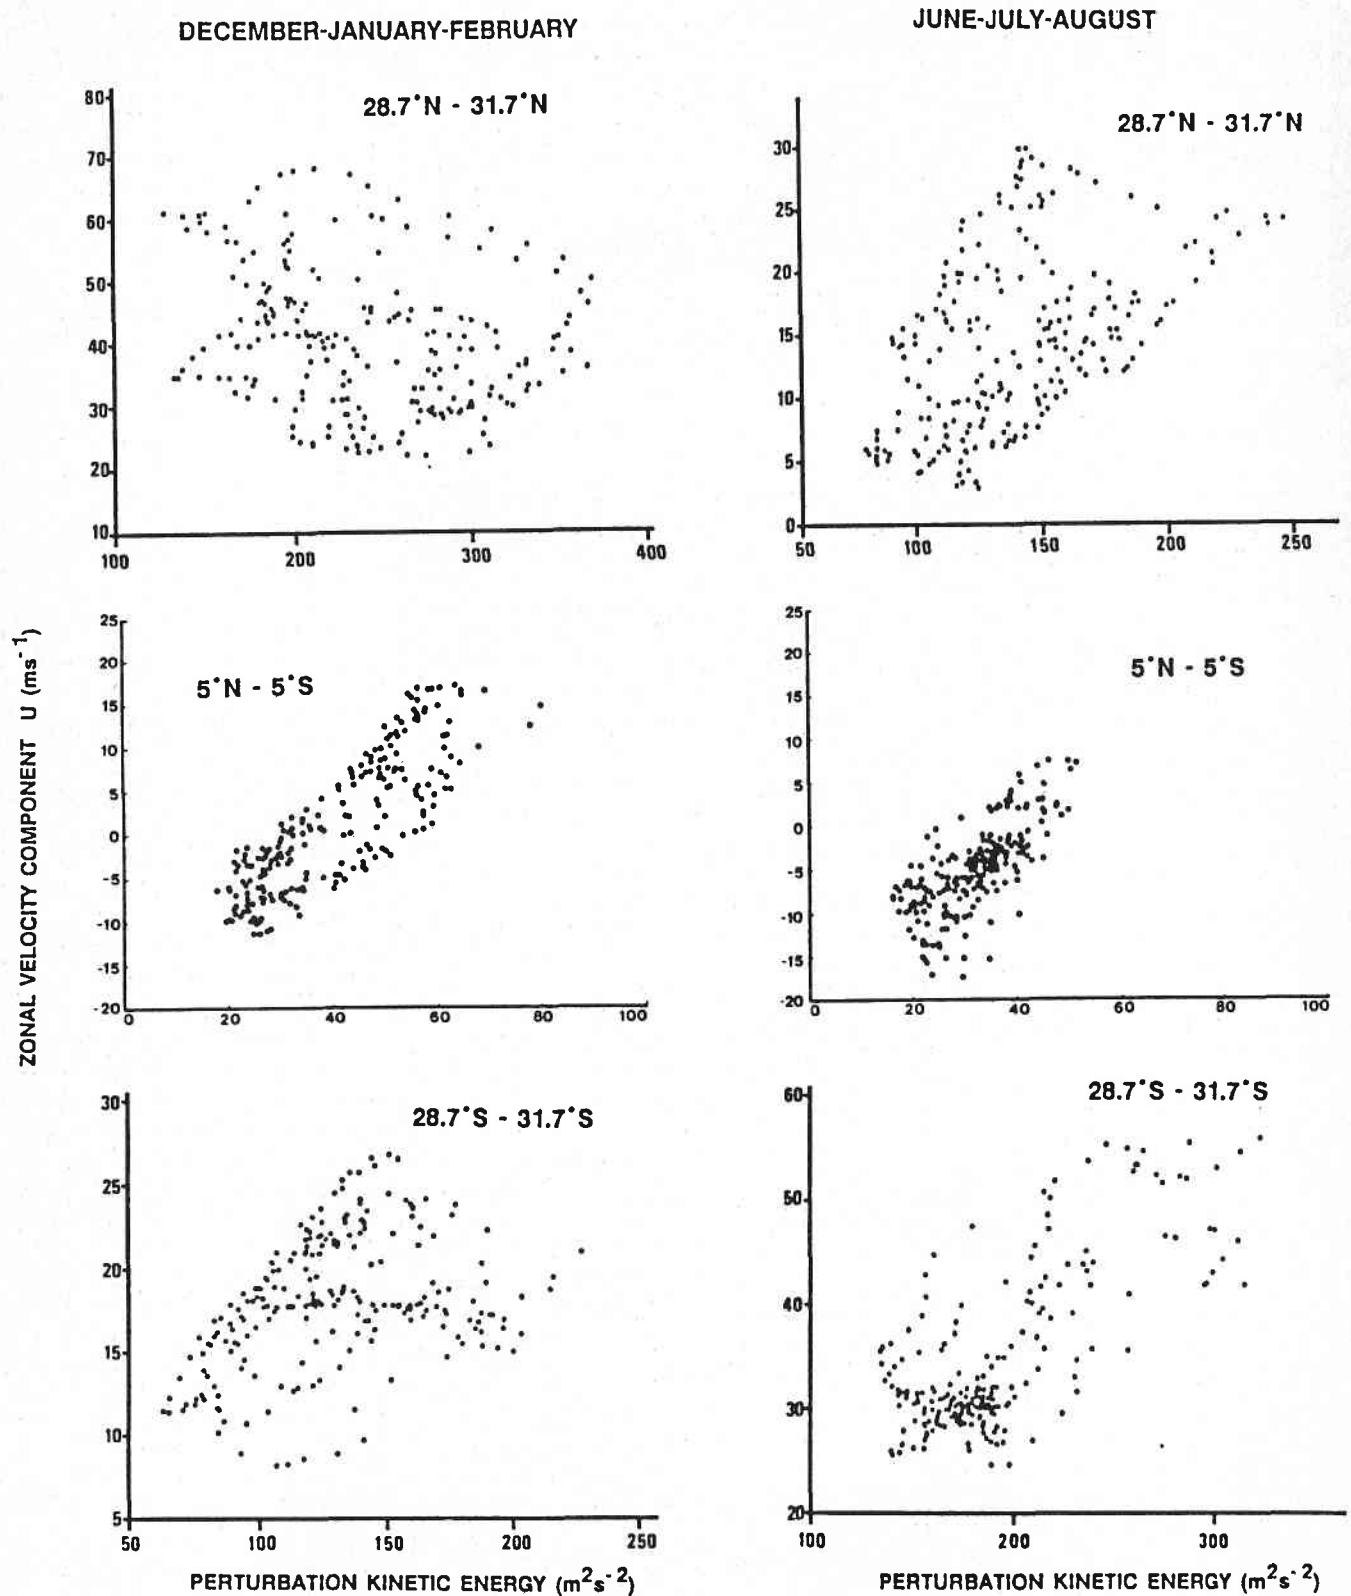 DECEMBER-JANUARY-FEBRUARY
JUNE-JULY-AUGUST
28.7°N - 31.7°N
80
70
60
50
40
30
20
10
100 200 300 400
28.7°N - 31.7°N
30
25
20
15
10
5
0
50 100 150 200 250
ZONAL VELOCITY COMPONENT U (ms⁻¹)
5°N - 5°S
25
20
15
10
5
0
-5
-10
-15
-20
0 20 40 60 80 100
5°N - 5°S
25
20
15
10
5
0
-5
-10
-15
-20
0 20 40 60 80 100
28.7°S - 31.7°S
30
25
20
15
10
5
50 100 150 200 250
PERTURBATION KINETIC ENERGY (m²s⁻²)
28.7°S - 31.7°S
60
50
40
30
20
100 200 300
PERTURBATION KINETIC ENERGY (m²s⁻²)